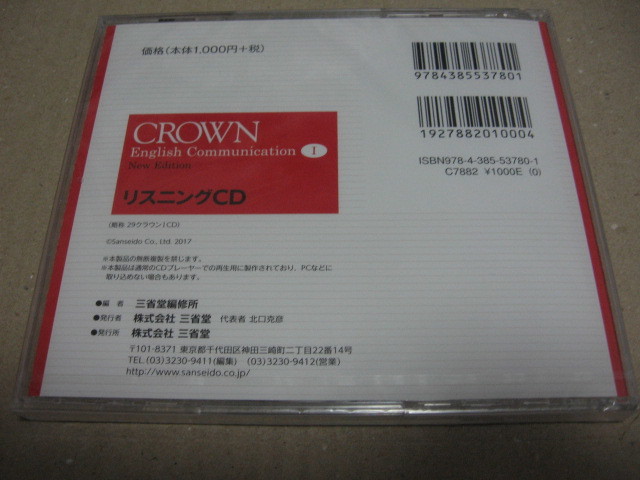 価格(本体1,000円+税)
9784385537801
1927882010004
ISBN978-4-385-53780-1
C7882 ¥1000E (0)
CROWN
English Communication I
New Edition
リスニングCD
(略称 29クラウンICD)
©Sanseido Co., Ltd. 2017
※本製品の無断複製を禁じます。
※本製品は通常のCDプレーヤーでの再生用に製作されており、PCなどに
取り込めない場合もあります。
●編 者 三省堂編修所
●発行者 株式会社 三省堂 代表者 北口克彦
●発行所 株式会社 三省堂
〒101-8371 東京都千代田区神田三崎町二丁目22番14号
TEL(03)3230-9411(編集) (03)3230-9412(営業)
http://www.sanseido.co.jp/